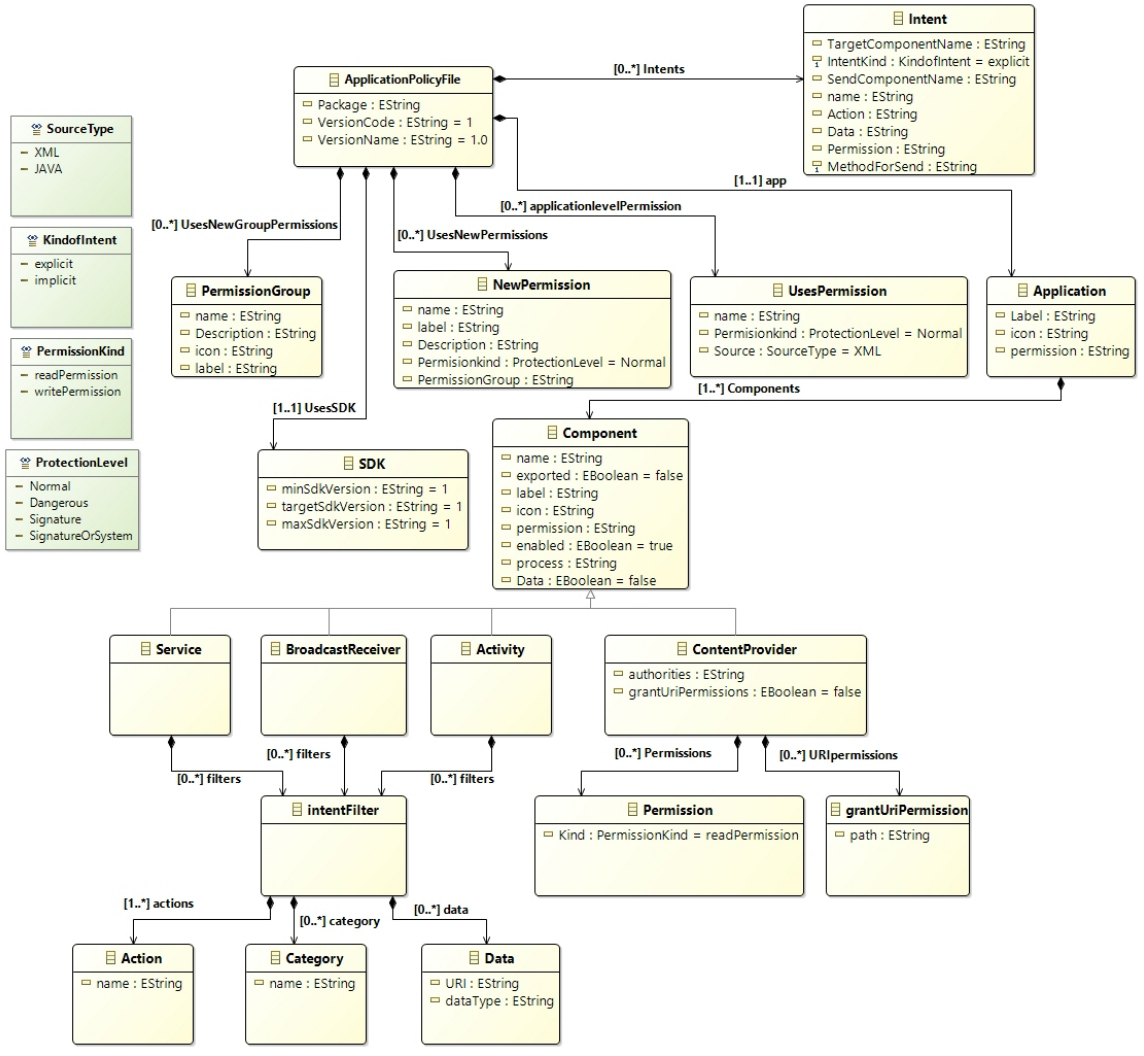 Intent
TargetComponentName : EString
IntentKind : KindofIntent = explicit
SendComponentName : EString
name : EString
Action : EString
Data : EString
Permission : EString
MethodForSend : EString
[0..*] Intents
ApplicationPolicyFile
Package : EString
VersionCode : EString = 1
VersionName : EString = 1.0
SourceType
XML
JAVA
[1..1] app
[0..*] applicationlevelPermission
[0..*] UsesNewGroupPermissions
[0..*] UsesNewPermissions
KindofIntent
explicit
implicit
PermissionGroup
name : EString
Description : EString
icon : EString
label : EString
NewPermission
name : EString
label : EString
Description : EString
Permisionkind : ProtectionLevel = Normal
PermissionGroup : EString
UsesPermission
name : EString
Permisionkind : ProtectionLevel = Normal
Source : SourceType = XML
Application
Label : EString
icon : EString
permission : EString
PermissionKind
readPermission
writePermission
[1..*] Components
[1..1] UsesSDK
ProtectionLevel
Normal
Dangerous
Signature
SignatureOrSystem
SDK
minSdkVersion : EString = 1
targetSdkVersion : EString = 1
maxSdkVersion : EString = 1
Component
name : EString
exported : EBoolean = false
label : EString
icon : EString
permission : EString
enabled : EBoolean = true
process : EString
Data : EBoolean = false
Service
BroadcastReceiver
Activity
ContentProvider
authorities : EString
grantUriPermissions : EBoolean = false
[0..*] filters
[0..*] filters
[0..*] filters
[0..*] Permissions
[0..*] URIpermissions
intentFilter
Permission
Kind : PermissionKind = readPermission
grantUriPermission
path : EString
[1..*] actions
[0..*] category
[0..*] data
Action
name : EString
Category
name : EString
Data
URI : EString
dataType : EString